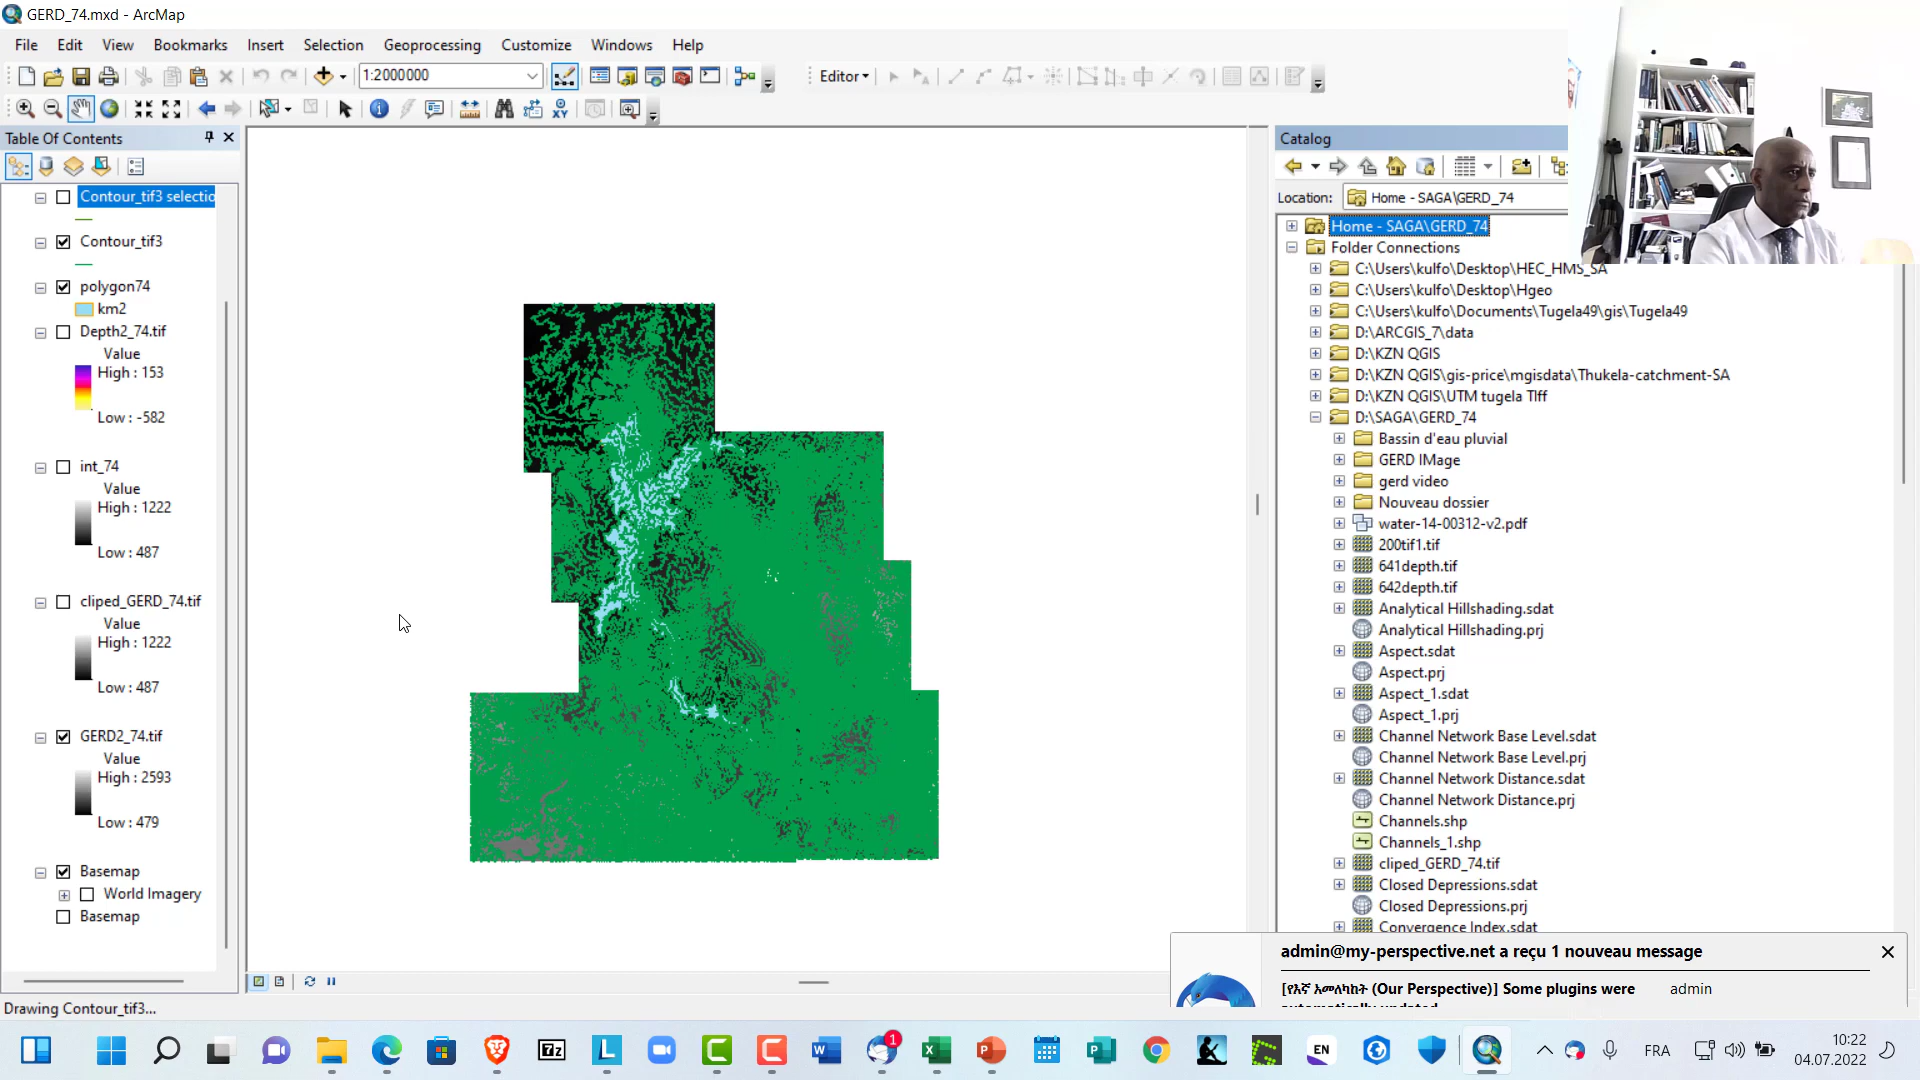 GERD_74.mxd - ArcMap
File Edit View Bookmarks Insert Selection Geoprocessing Customize Windows Help
1:2000000
Editor
Table Of Contents
Contour_tif3 selectio
Contour_tif3
polygon74
km2
Depth2_74.tif
Value
High : 153
Low : -582
int_74
Value
High : 1222
Low : 487
cliped_GERD_74.tif
Value
High : 1222
Low : 487
GERD2_74.tif
Value
High : 2593
Low : 479
Basemap
World Imagery
Basemap
Drawing Contour_tif3...
Catalog
Location: Home - SAGA\GERD_74
Home - SAGA\GERD_74
Folder Connections
C:\Users\kulfo\Desktop\HEC_HMS_SA
C:\Users\kulfo\Desktop\Hgeo
C:\Users\kulfo\Documents\Tugela49\gis\Tugela49
D:\ARCGIS_7\data
D:\KZN QGIS
D:\KZN QGIS\gis-price\mgisdata\Thukela-catchment-SA
D:\KZN QGIS\UTM tugela TIff
D:\SAGA\GERD_74
Bassin d'eau pluvial
GERD IMage
gerd video
Nouveau dossier
water-14-00312-v2.pdf
200tif1.tif
641depth.tif
642depth.tif
Analytical Hillshading.sdat
Analytical Hillshading.prj
Aspect.sdat
Aspect.prj
Aspect_1.sdat
Aspect_1.prj
Channel Network Base Level.sdat
Channel Network Base Level.prj
Channel Network Distance.sdat
Channel Network Distance.prj
Channels.shp
Channels_1.shp
cliped_GERD_74.tif
Closed Depressions.sdat
Closed Depressions.prj
Convergence Index.sdat
admin@my-perspective.net a reçu 1 nouveau message
[የእኛ አመለካከት (Our Perspective)] Some plugins were admin
automatically updated
7z L C C W 1 X P P EN FRA
10:22
04.07.2022